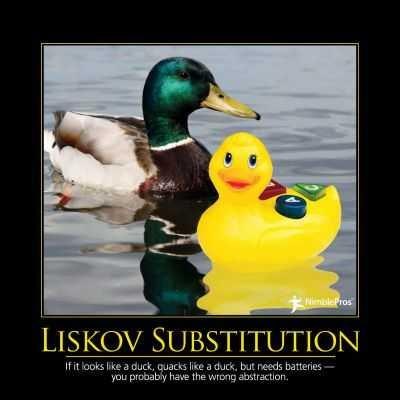 NimblePros
LISKOV SUBSTITUTION
If it looks like a duck, quacks like a duck, but needs batteries —
you probably have the wrong abstraction.